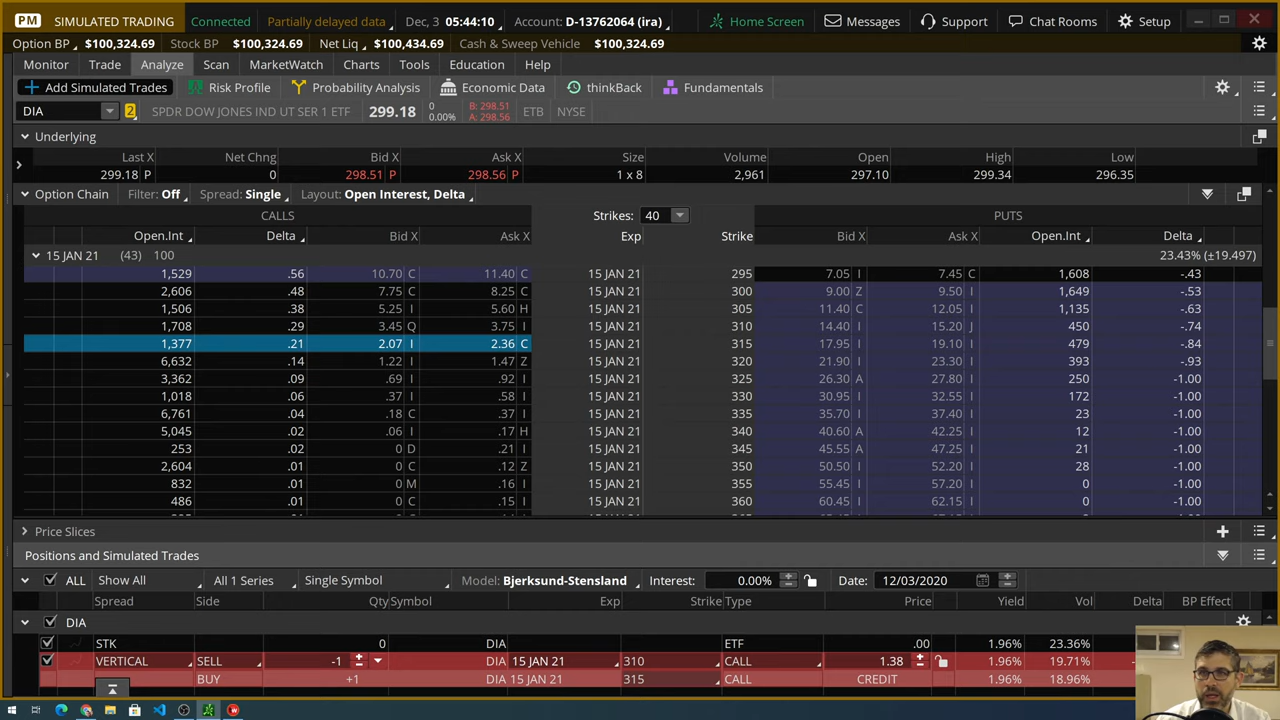 PM SIMULATED TRADING Connected Partially delayed data Dec, 3 05:44:10 Account: D-13762064 (ira) Home Screen Messages Support Chat Rooms Setup
Option BP $100,324.69 Stock BP $100,324.69 Net Liq $100,434.69 Cash & Sweep Vehicle $100,324.69
Monitor Trade Analyze Scan MarketWatch Charts Tools Education Help
Add Simulated Trades Risk Profile Probability Analysis Economic Data thinkBack Fundamentals
DIA 2 SPDR DOW JONES IND UT SER 1 ETF 299.18 0 0.00% B: 298.51 A: 298.56 ETB NYSE
Underlying
Last X Net Chng Bid X Ask X Size Volume Open High Low
299.18 P 0 298.51 P 298.56 P 1 x 8 2,961 297.10 299.34 296.35
Option Chain Filter: Off Spread: Single Layout: Open Interest, Delta
CALLS Strikes: 40 PUTS
Open.Int Delta Bid X Ask X Exp Strike Bid X Ask X Open.Int Delta
15 JAN 21 (43) 100 23.43% (±19.497)
1,529 .56 10.70 C 11.40 C 15 JAN 21 295 7.05 I 7.45 C 1,608 -.43
2,606 .48 7.75 C 8.25 C 15 JAN 21 300 9.00 Z 9.50 I 1,649 -.53
1,506 .38 5.25 I 5.60 H 15 JAN 21 305 11.40 C 12.05 I 1,135 -.63
1,708 .29 3.45 Q 3.75 I 15 JAN 21 310 14.40 I 15.20 J 450 -.74
1,377 .21 2.07 I 2.36 C 15 JAN 21 315 17.95 I 19.10 I 479 -.84
6,632 .14 1.22 I 1.47 Z 15 JAN 21 320 21.90 I 23.30 I 393 -.93
3,362 .09 .69 I .92 I 15 JAN 21 325 26.30 A 27.80 I 250 -1.00
1,018 .06 .37 I .58 I 15 JAN 21 330 30.95 I 32.55 I 172 -1.00
6,761 .04 .18 C .37 I 15 JAN 21 335 35.70 I 37.40 I 23 -1.00
5,045 .02 .06 I .17 H 15 JAN 21 340 40.60 A 42.25 I 12 -1.00
253 .02 0 D .21 I 15 JAN 21 345 45.55 A 47.25 I 21 -1.00
2,604 .01 0 C .12 Z 15 JAN 21 350 50.50 I 52.20 I 28 -1.00
832 .01 0 M .16 I 15 JAN 21 355 55.45 I 57.20 I 0 -1.00
486 .01 0 C .15 I 15 JAN 21 360 60.45 I 62.15 I 0 -1.00
Price Slices
Positions and Simulated Trades
ALL Show All All 1 Series Single Symbol Model: Bjerksund-Stensland Interest: 0.00% Date: 12/03/2020
Spread Side Qty Symbol Exp Strike Type Price Yield Vol Delta BP Effect
DIA
STK 0 DIA ETF .00 1.96% 23.36%
VERTICAL SELL -1 DIA 15 JAN 21 310 CALL 1.38 1.96% 19.71%
BUY +1 DIA 15 JAN 21 315 CALL CREDIT 1.96% 18.96%